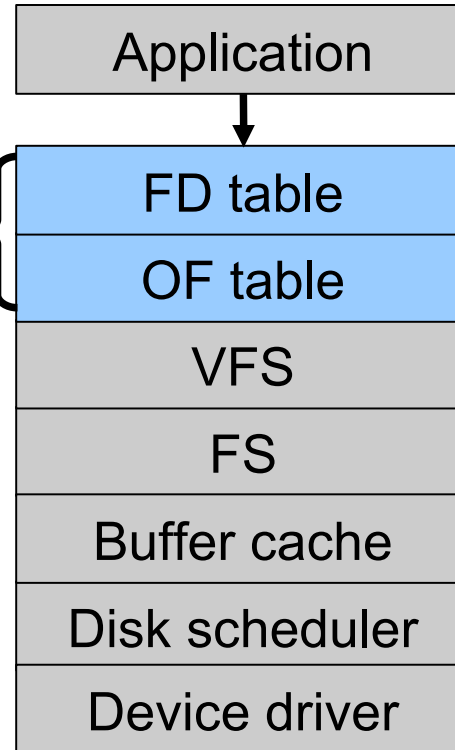 Application
FD table
OF table
VFS
FS
Buffer cache
Disk scheduler
Device driver